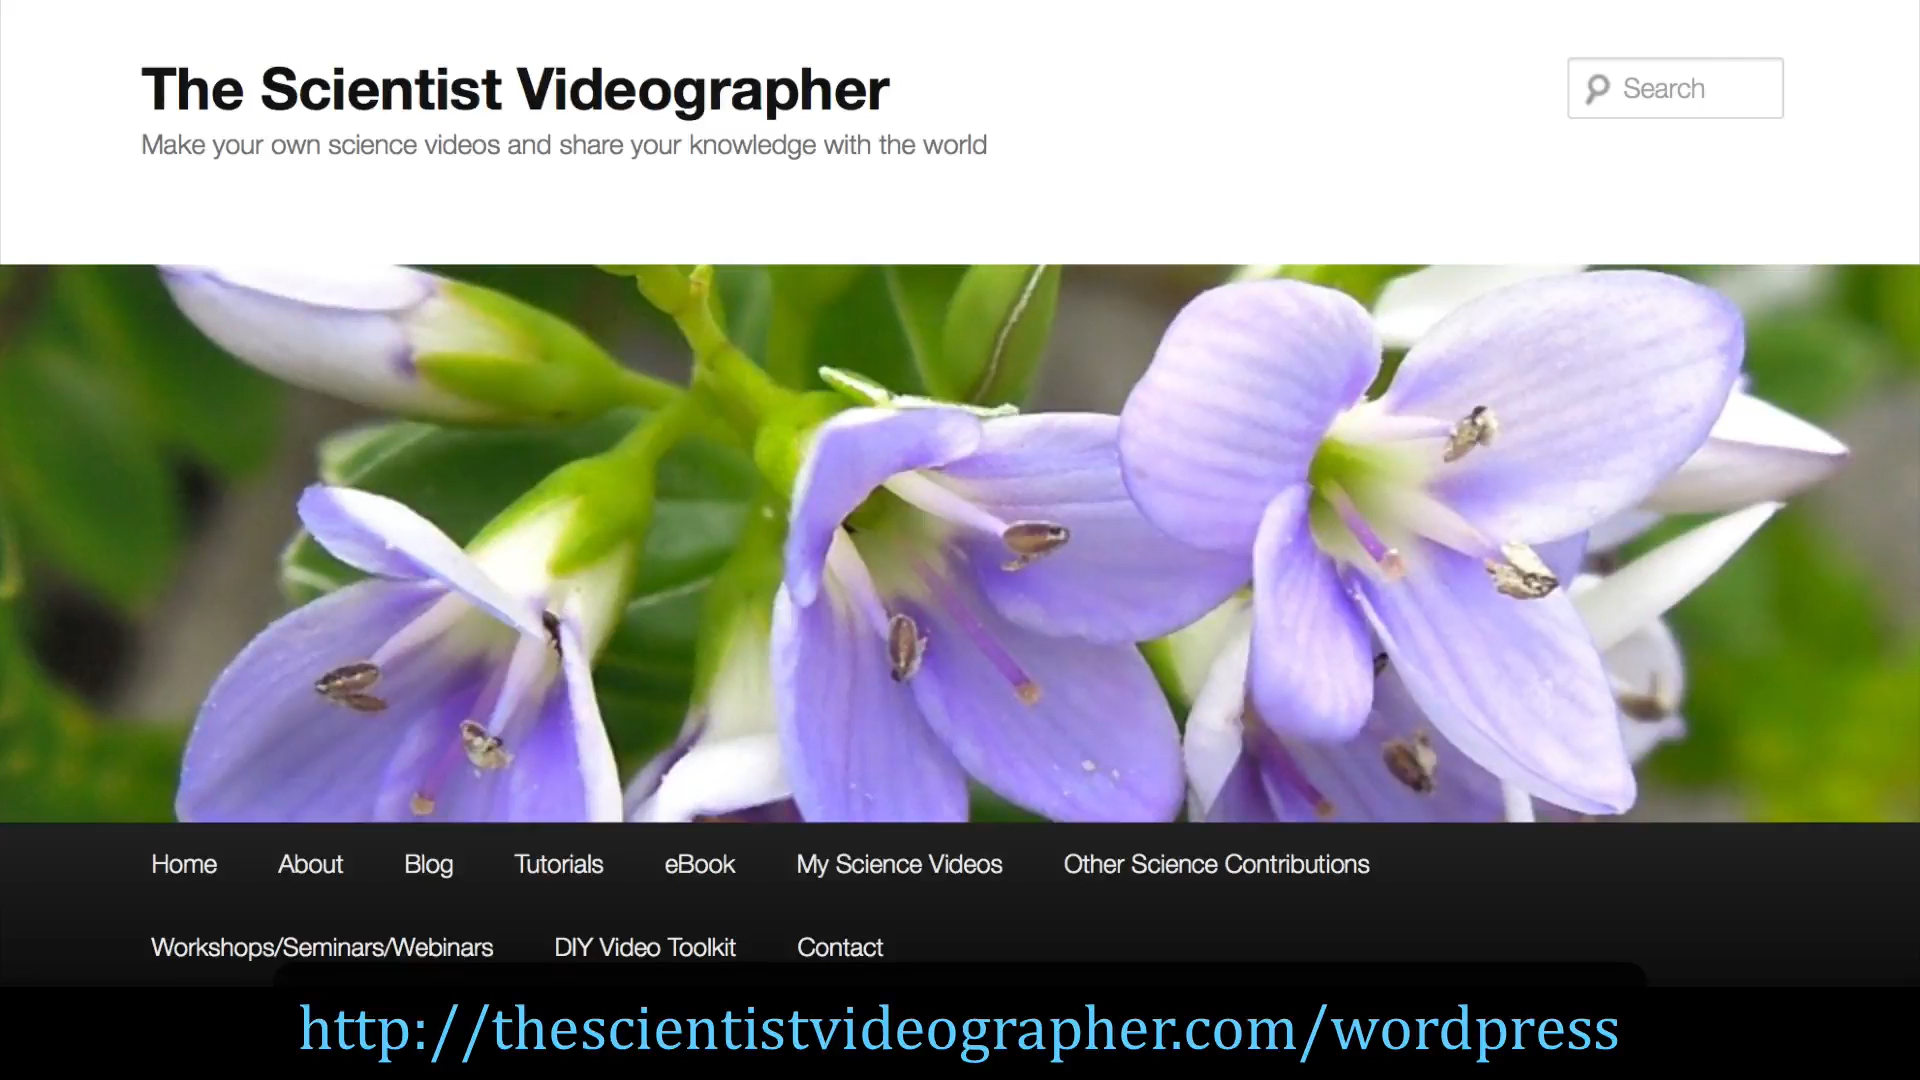 The Scientist Videographer
Search
Make your own science videos and share your knowledge with the world
Home About Blog Tutorials eBook My Science Videos Other Science Contributions
Workshops/Seminars/Webinars DIY Video Toolkit Contact
http://thescientistvideographer.com/wordpress